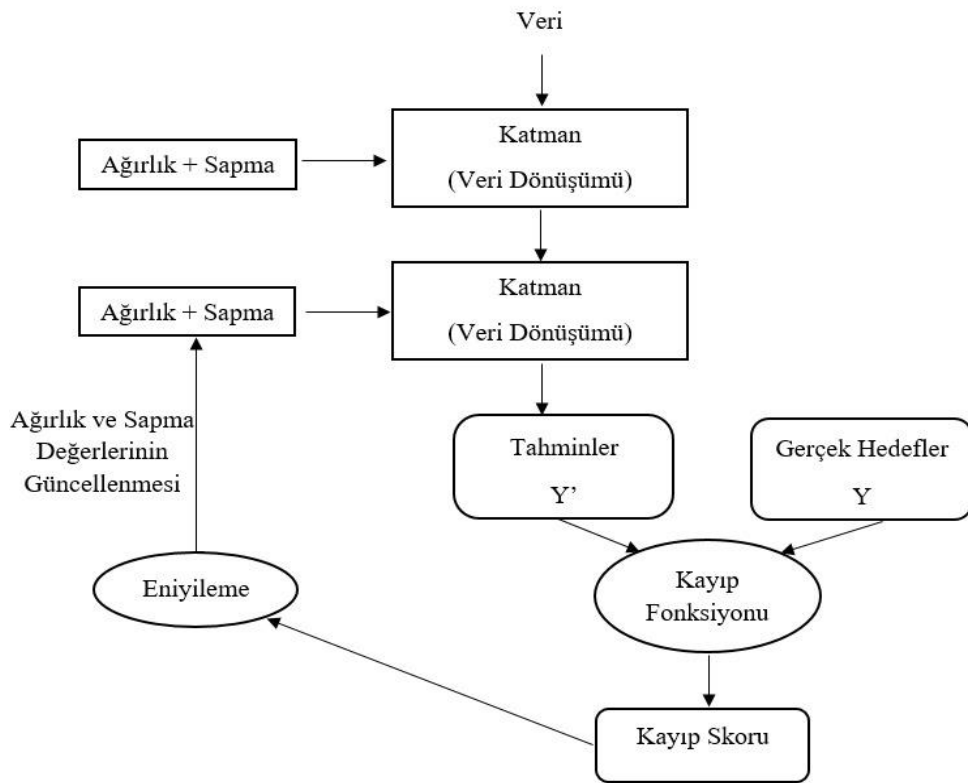 Veri
Katman
(Veri Dönüşümü)
Ağırlık + Sapma
Katman
(Veri Dönüşümü)
Ağırlık + Sapma
Ağırlık ve Sapma
Değerlerinin
Güncellenmesi
Tahminler
Y’
Gerçek Hedefler
Y
Kayıp
Fonksiyonu
Eniyileme
Kayıp Skoru